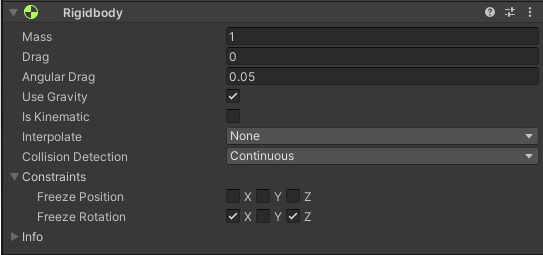 Rigidbody
Mass 1
Drag 0
Angular Drag 0.05
Use Gravity
Is Kinematic
Interpolate None
Collision Detection Continuous
Constraints
Freeze Position X Y Z
Freeze Rotation X Y Z
Info